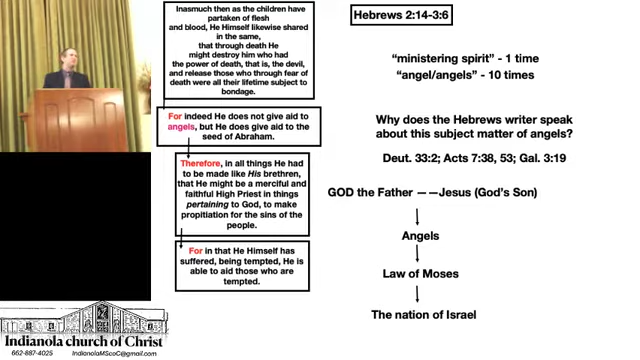 Inasmuch then as the children have
partaken of flesh
and blood, He Himself likewise shared
in the same,
that through death He
might destroy him who had
the power of death, that is, the devil,
and release those who through fear of
death were all their lifetime subject to
bondage.
For indeed He does not give aid to
angels, but He does give aid to the
seed of Abraham.
Therefore, in all things He had
to be made like His brethren,
that He might be a merciful and
faithful High Priest in things
pertaining to God, to make
propitiation for the sins of the
people.
For in that He Himself has
suffered, being tempted, He is
able to aid those who are
tempted.
Hebrews 2:14-3:6
“ministering spirit” - 1 time
“angel/angels” - 10 times
Why does the Hebrews writer speak
about this subject matter of angels?
Deut. 33:2; Acts 7:38, 53; Gal. 3:19
GOD the Father ——Jesus (God’s Son)
Angels
Law of Moses
The nation of Israel
Indianola church of Christ
662-887-4025 IndianolaMScoC@gmail.com